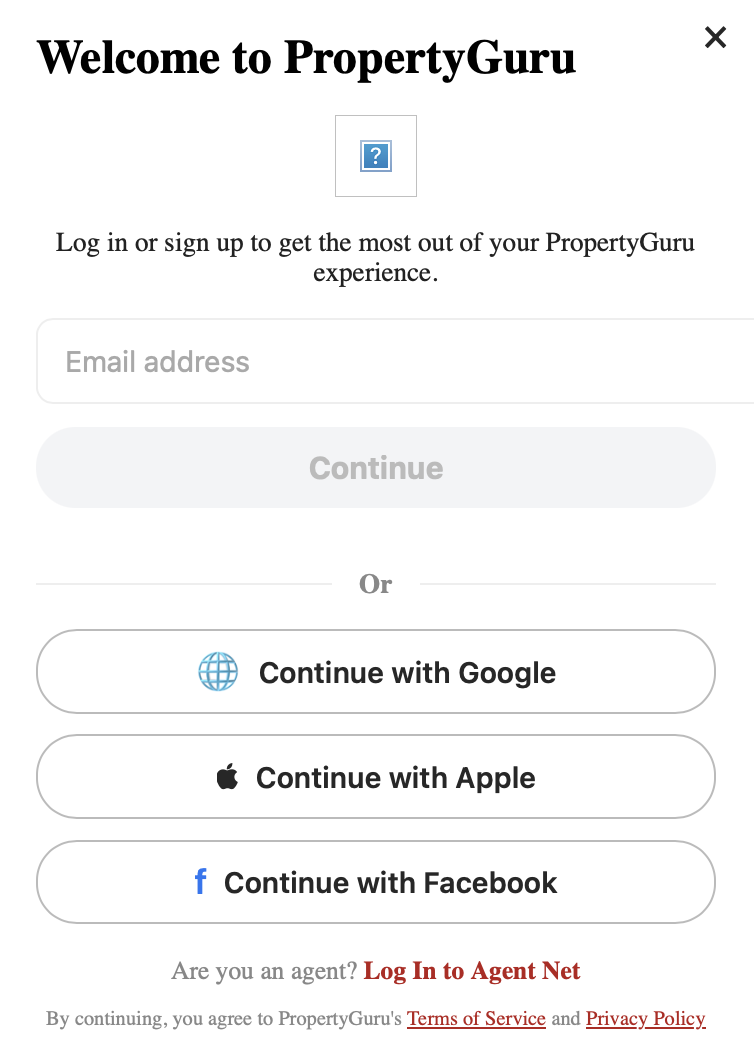 Welcome to PropertyGuru
Log in or sign up to get the most out of your PropertyGuru
experience.
Email address
Continue
Or
Continue with Google
Continue with Apple
f Continue with Facebook
Are you an agent? Log In to Agent Net
By continuing, you agree to PropertyGuru's Terms of Service and Privacy Policy